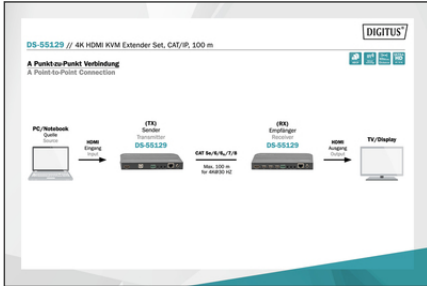 DIGITUS®
DS-55129 // 4K HDMI KVM Extender Set, CAT/IP, 100 m
A Punkt-zu-Punkt Verbindung
A Point-to-Point Connection
PC/Notebook
Quelle
Source
HDMI
Eingang
Input
(TX)
Sender
Transmitter
DS-55129
CAT 5e/6/6A/7/8
Max. 100 m
for 4K@30 HZ
(RX)
Empfänger
Receiver
DS-55129
HDMI
Ausgang
Output
TV/Display